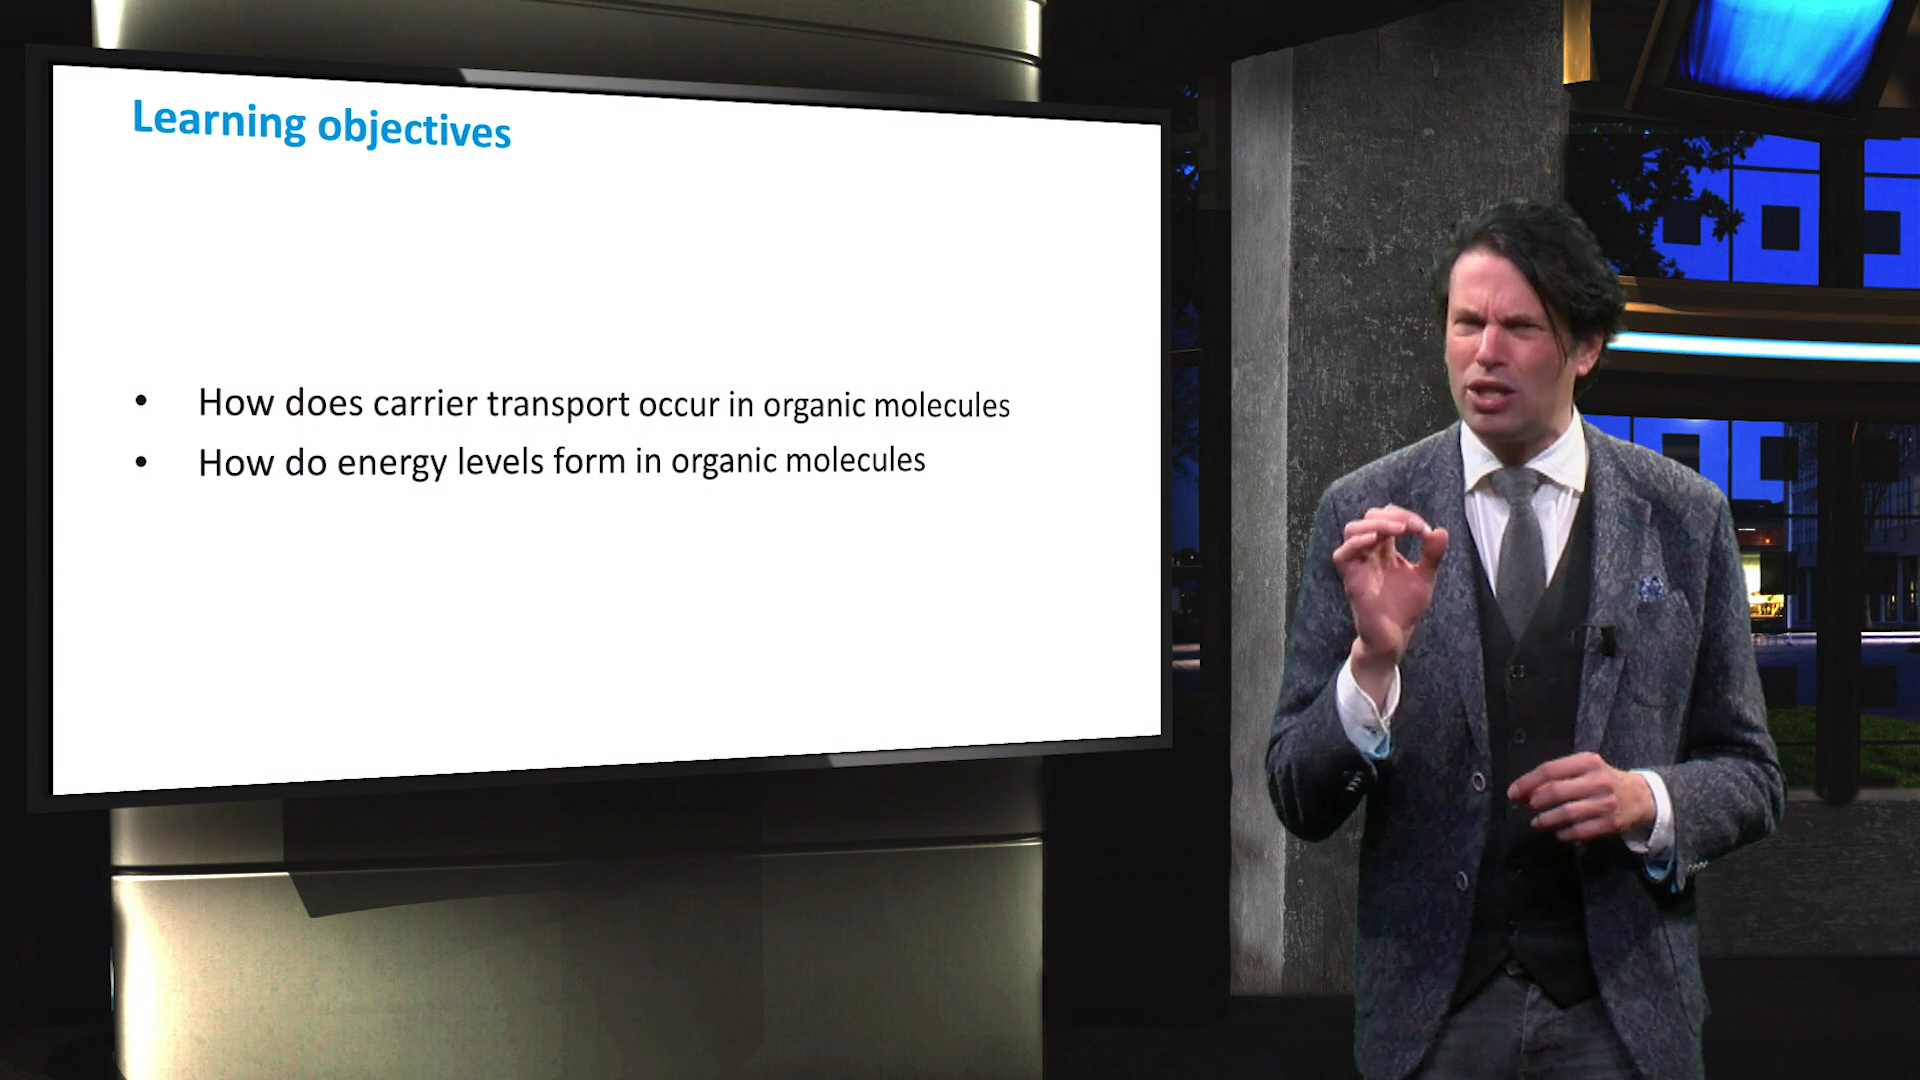 Learning objectives
• How does carrier transport occur in organic molecules
• How do energy levels form in organic molecules